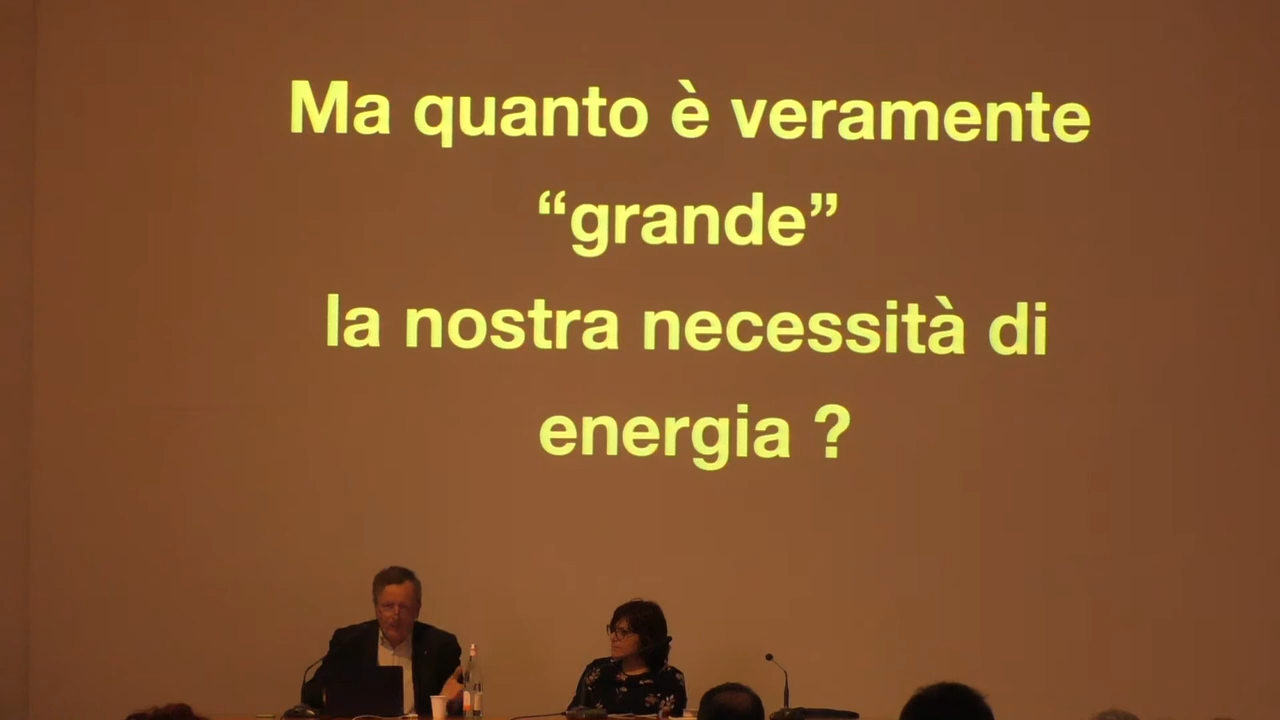 Ma quanto è veramente
“grande”
la nostra necessità di
energia ?